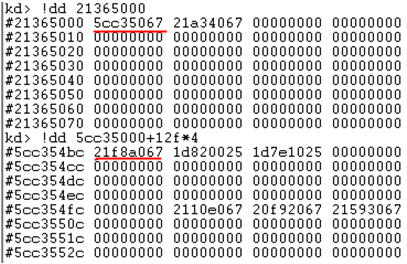 kd> !dd 21365000
#21365000 5cc35067 21a34067 00000000 00000000
#21365010 00000000 00000000 00000000 00000000
#21365020 00000000 00000000 00000000 00000000
#21365030 00000000 00000000 00000000 00000000
#21365040 00000000 00000000 00000000 00000000
#21365050 00000000 00000000 00000000 00000000
#21365060 00000000 00000000 00000000 00000000
#21365070 00000000 00000000 00000000 00000000
kd> !dd 5cc35000+12f*4
#5cc354bc 21f8a067 1d820025 1d7e1025 00000000
#5cc354cc 00000000 00000000 00000000 00000000
#5cc354dc 00000000 00000000 00000000 00000000
#5cc354ec 00000000 00000000 00000000 00000000
#5cc354fc 00000000 2110e067 20f92067 21593067
#5cc3550c 00000000 00000000 00000000 00000000
#5cc3551c 00000000 00000000 00000000 00000000
#5cc3552c 00000000 00000000 00000000 00000000